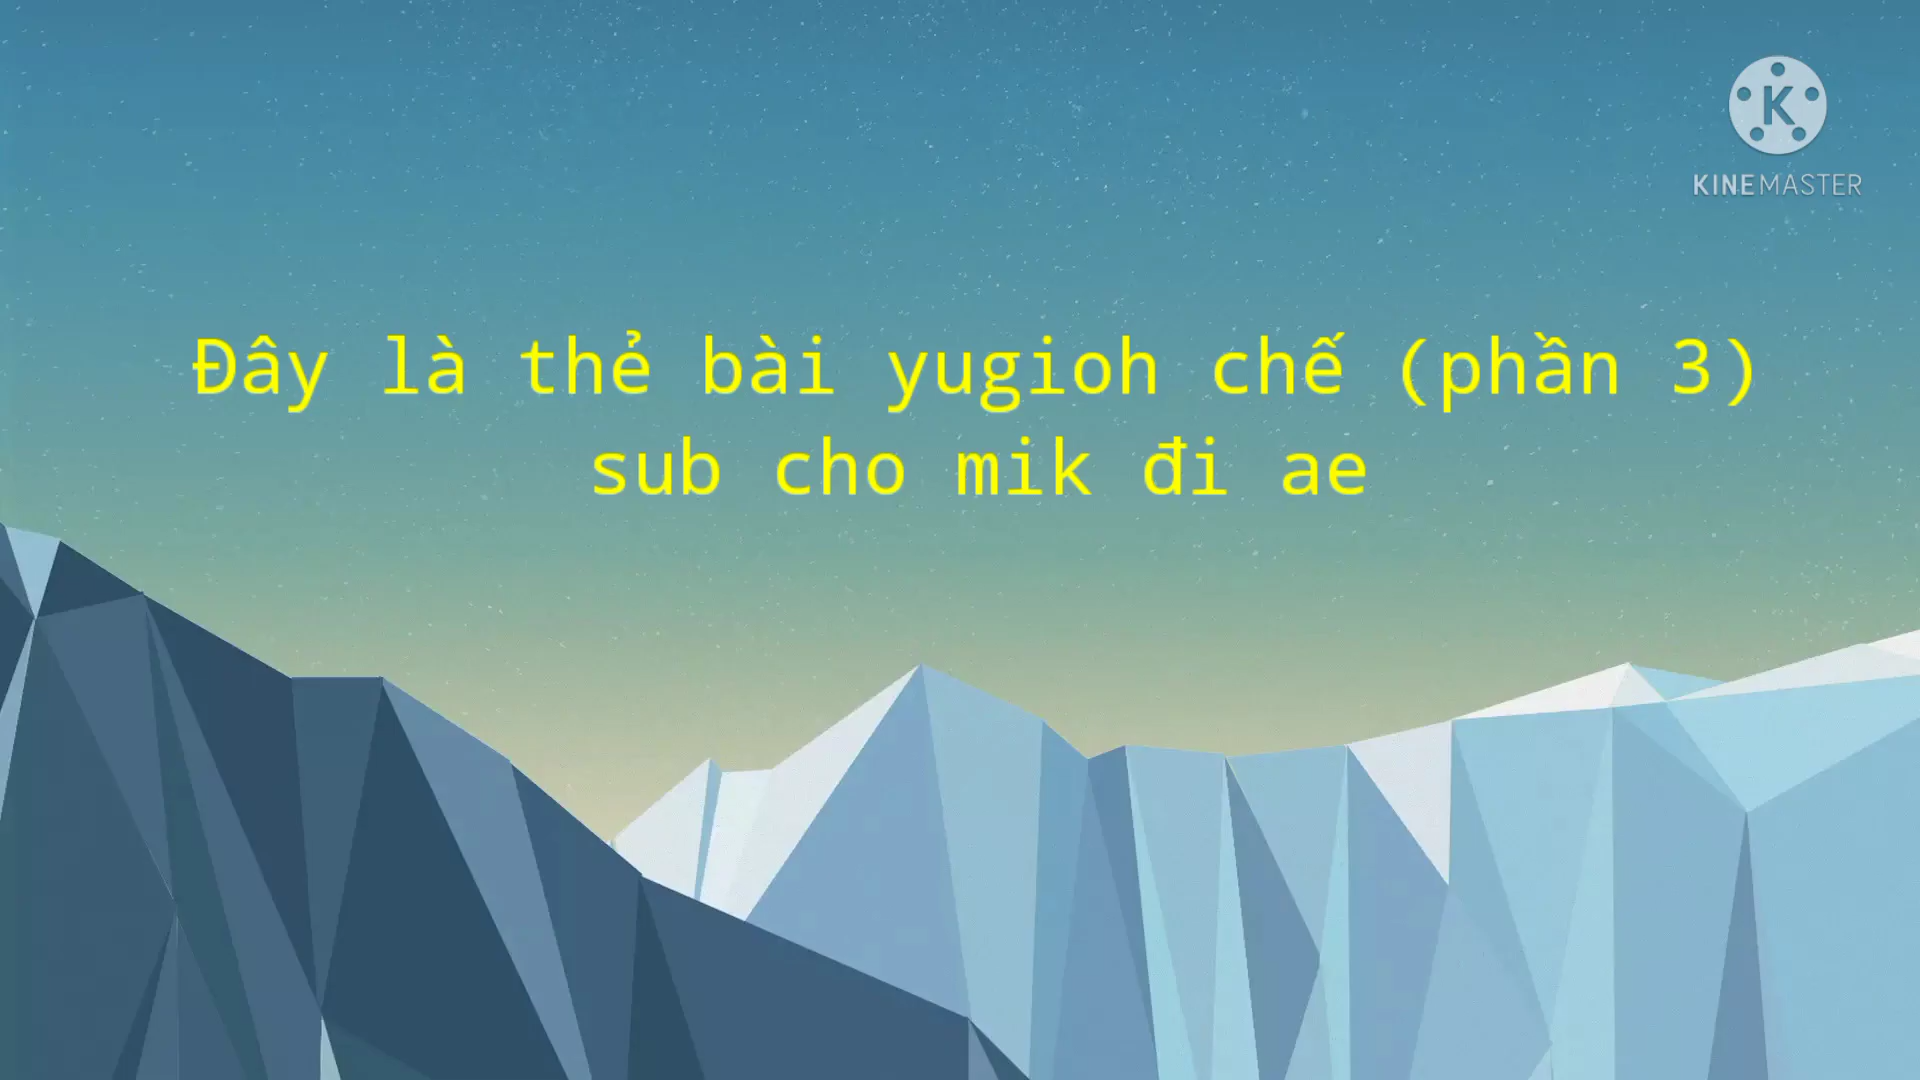 K
KINEMASTER
Đây là thẻ bài yugioh chế (phần 3)
sub cho mik đi ae